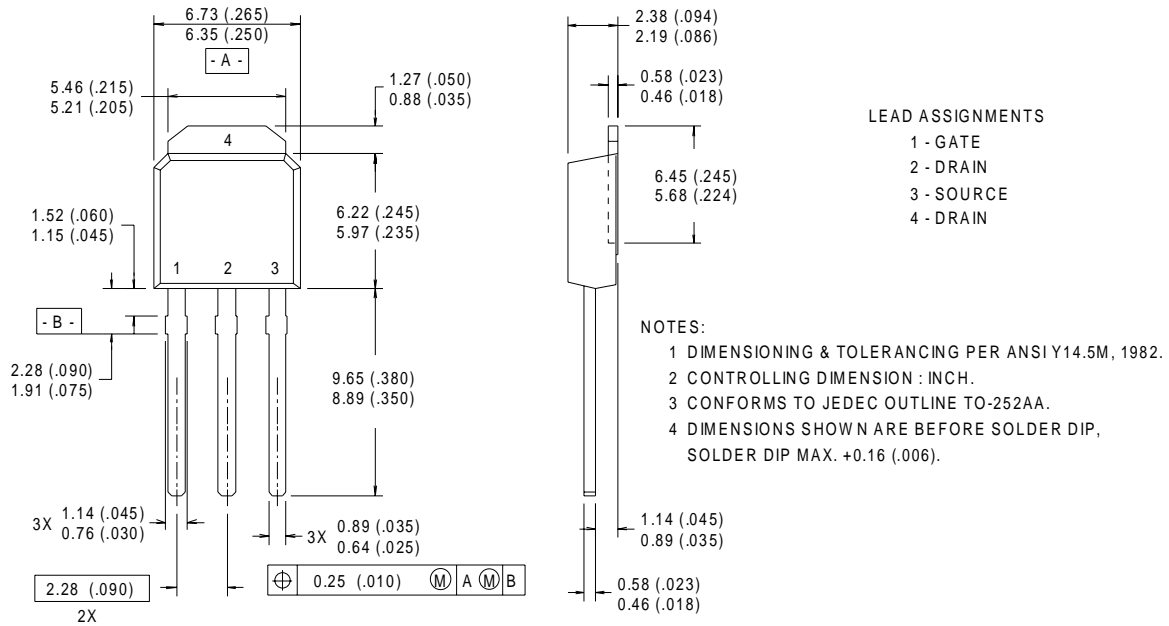 6.73 (.265)
6.35 (.250)
- A -
5.46 (.215)
5.21 (.205)
1.27 (.050)
0.88 (.035)
4
1.52 (.060)
1.15 (.045)
6.22 (.245)
5.97 (.235)
1 2 3
- B -
2.28 (.090)
1.91 (.075)
9.65 (.380)
8.89 (.350)
3X 1.14 (.045)
0.76 (.030)
3X 0.89 (.035)
0.64 (.025)
2.28 (.090)
2X
⌖ 0.25 (.010) Ⓜ A Ⓜ B
2.38 (.094)
2.19 (.086)
0.58 (.023)
0.46 (.018)
6.45 (.245)
5.68 (.224)
1.14 (.045)
0.89 (.035)
0.58 (.023)
0.46 (.018)
LEAD ASSIGNMENTS
1 - GATE
2 - DRAIN
3 - SOURCE
4 - DRAIN
NOTES:
1 DIMENSIONING & TOLERANCING PER ANSI Y14.5M, 1982.
2 CONTROLLING DIMENSION : INCH.
3 CONFORMS TO JEDEC OUTLINE TO-252AA.
4 DIMENSIONS SHOWN ARE BEFORE SOLDER DIP,
SOLDER DIP MAX. +0.16 (.006).